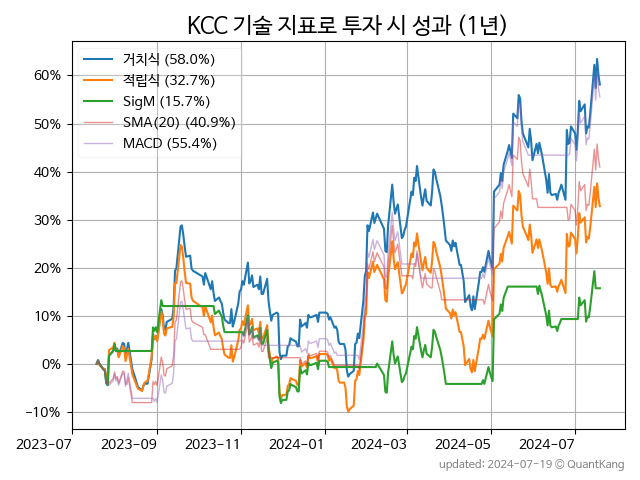 KCC 기술 지표로 투자 시 성과 (1년)
거치식 (58.0%)
적립식 (32.7%)
SigM (15.7%)
SMA(20) (40.9%)
MACD (55.4%)
60%
50%
40%
30%
20%
10%
0%
−10%
2023-07 2023-09 2023-11 2024-01 2024-03 2024-05 2024-07
updated: 2024-07-19 © QuantKang